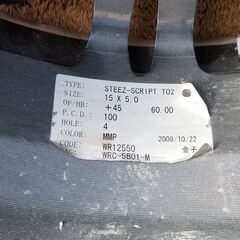 TYPE: STEEZ-SCRIPT T02
SIZE: 15 X 5.0
OF/HB: +45 60.00
P.C.D.: 100
HOLE: 4
COLOR: MMP 2009/10/22
CODE: WR12550 金子
WRC-5B01-M